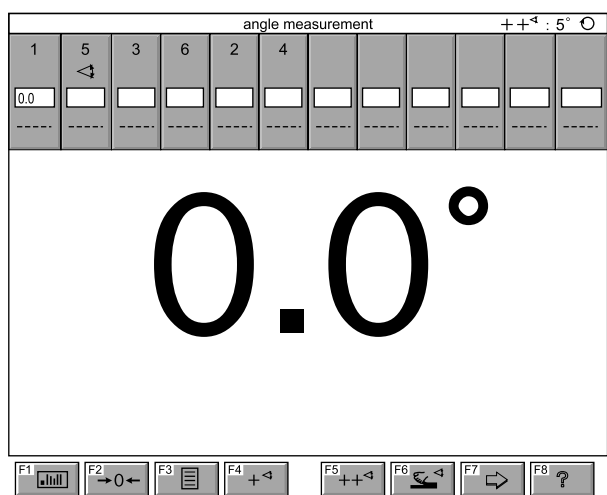 angle measurement ++ : 5°
1 5 3 6 2 4
0.0
----- ----- ----- ----- ----- ----- ----- ----- ----- ----- ----- -----
0.0°
F1 F2 →0← F3 F4 + F5 ++ F6 F7 F8 ?